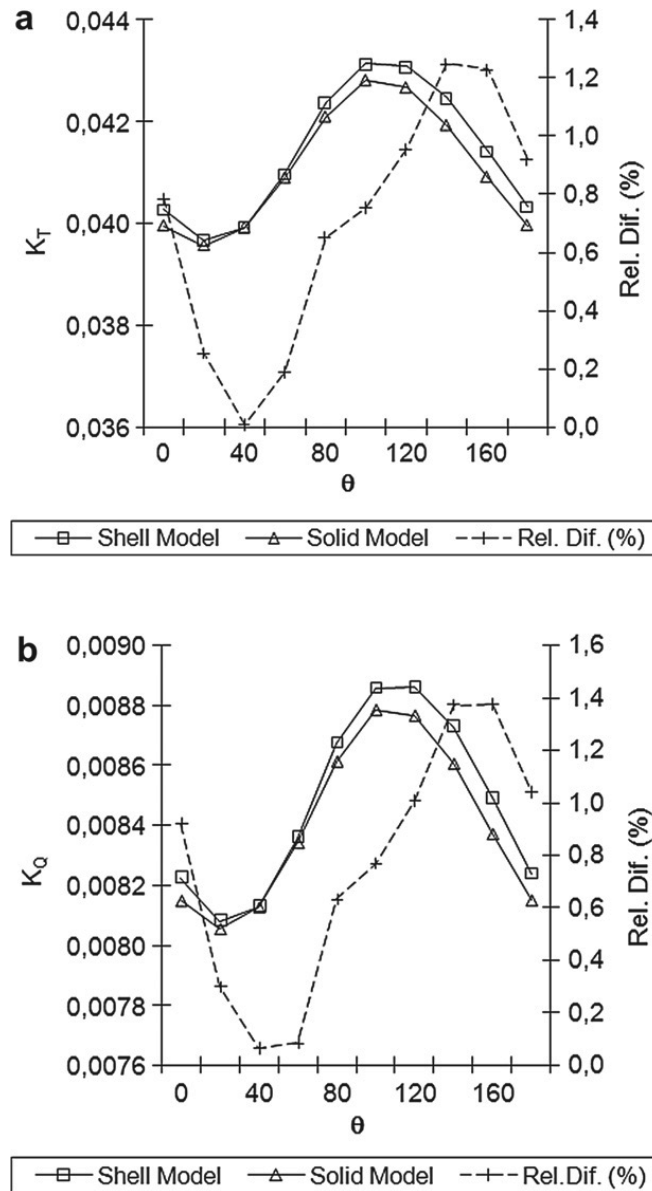 a
0,044
0,042
0,040
0,038
0,036
K_T
1,4
1,2
1,0
0,8
0,6
0,4
0,2
0,0
Rel. Dif. (%)
0 40 80 120 160
θ
Shell Model Solid Model Rel. Dif. (%)
b
0,0090
0,0088
0,0086
0,0084
0,0082
0,0080
0,0078
0,0076
K_Q
1,6
1,4
1,2
1,0
0,8
0,6
0,4
0,2
0,0
Rel. Dif. (%)
0 40 80 120 160
θ
Shell Model Solid Model Rel.Dif. (%)